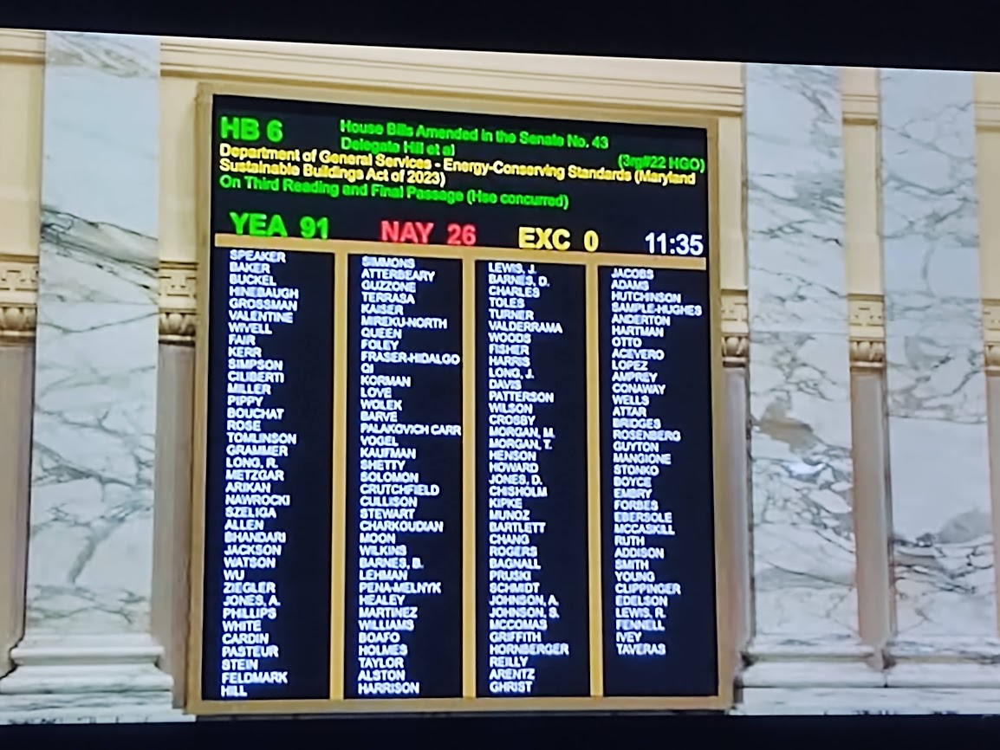 HB 6
House Bills Amended in the Senate No. 43
Delegate Hill et al
(3rg#22 HGO)
Department of General Services - Energy-Conserving Standards (Maryland
Sustainable Buildings Act of 2023)
On Third Reading and Final Passage (Hse concurred)
YEA 91 NAY 26 EXC 0 11:35
SPEAKER
BAKER
BUCKEL
HINEBAUGH
GROSSMAN
VALENTINE
WIVELL
FAIR
KERR
SIMPSON
CILIBERTI
MILLER
PIPPY
BOUCHAT
ROSE
TOMLINSON
GRAMMER
LONG, R.
METZGAR
ARIKAN
NAWROCKI
SZELIGA
ALLEN
BHANDARI
JACKSON
WATSON
WU
ZIEGLER
JONES, A.
PHILLIPS
WHITE
CARDIN
PASTEUR
STEIN
FELDMARK
HILL
SIMMONS
ATTERBEARY
GUZZONE
TERRASA
KAISER
MIREKU-NORTH
QUEEN
FOLEY
FRASER-HIDALGO
QI
KORMAN
LOVE
WOLEK
BARVE
PALAKOVICH CARR
VOGEL
KAUFMAN
SHETTY
SOLOMON
CRUTCHFIELD
CULLISON
STEWART
CHARKOUDIAN
MOON
WILKINS
BARNES, B.
LEHMAN
PENA-MELNYK
HEALEY
MARTINEZ
WILLIAMS
BOAFO
HOLMES
TAYLOR
ALSTON
HARRISON
LEWIS, J.
BARNES, D.
CHARLES
TOLES
TURNER
VALDERRAMA
WOODS
FISHER
HARRIS
LONG, J.
DAVIS
PATTERSON
WILSON
CROSBY
MORGAN, M.
MORGAN, T.
HENSON
HOWARD
JONES, D.
CHISHOLM
KIPKE
MUNOZ
BARTLETT
CHANG
ROGERS
BAGNALL
PRUSKI
SCHMIDT
JOHNSON, A.
JOHNSON, S.
MCCOMAS
GRIFFITH
HORNBERGER
REILLY
ARENTZ
GHRIST
JACOBS
ADAMS
HUTCHINSON
SAMPLE-HUGHES
ANDERTON
HARTMAN
OTTO
ACEVERO
LOPEZ
AMPREY
CONAWAY
WELLS
ATTAR
BRIDGES
ROSENBERG
GUYTON
MANGIONE
STONKO
BOYCE
EMBRY
FORBES
EBERSOLE
MCCASKILL
RUTH
ADDISON
SMITH
YOUNG
CLIPPINGER
EDELSON
LEWIS, R.
FENNELL
IVEY
TAVERAS